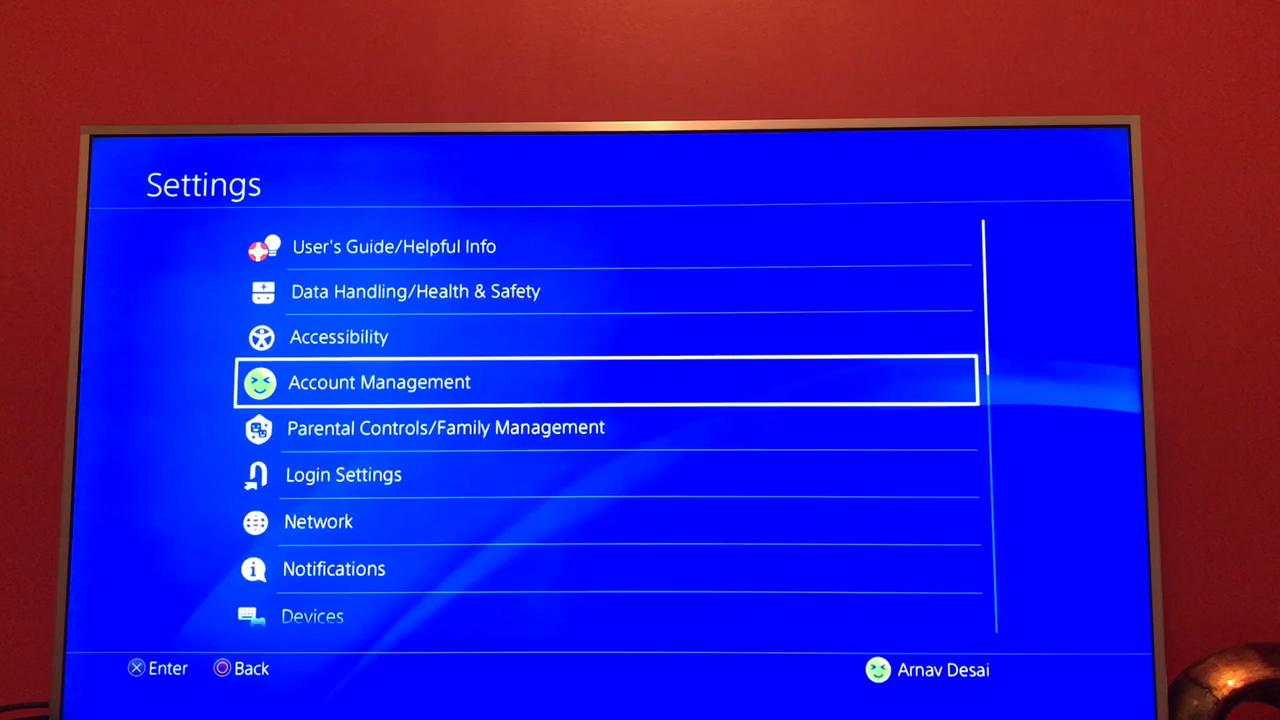 Settings
User's Guide/Helpful Info
Data Handling/Health & Safety
Accessibility
Account Management
Parental Controls/Family Management
Login Settings
Network
Notifications
Devices
Enter Back Arnav Desai